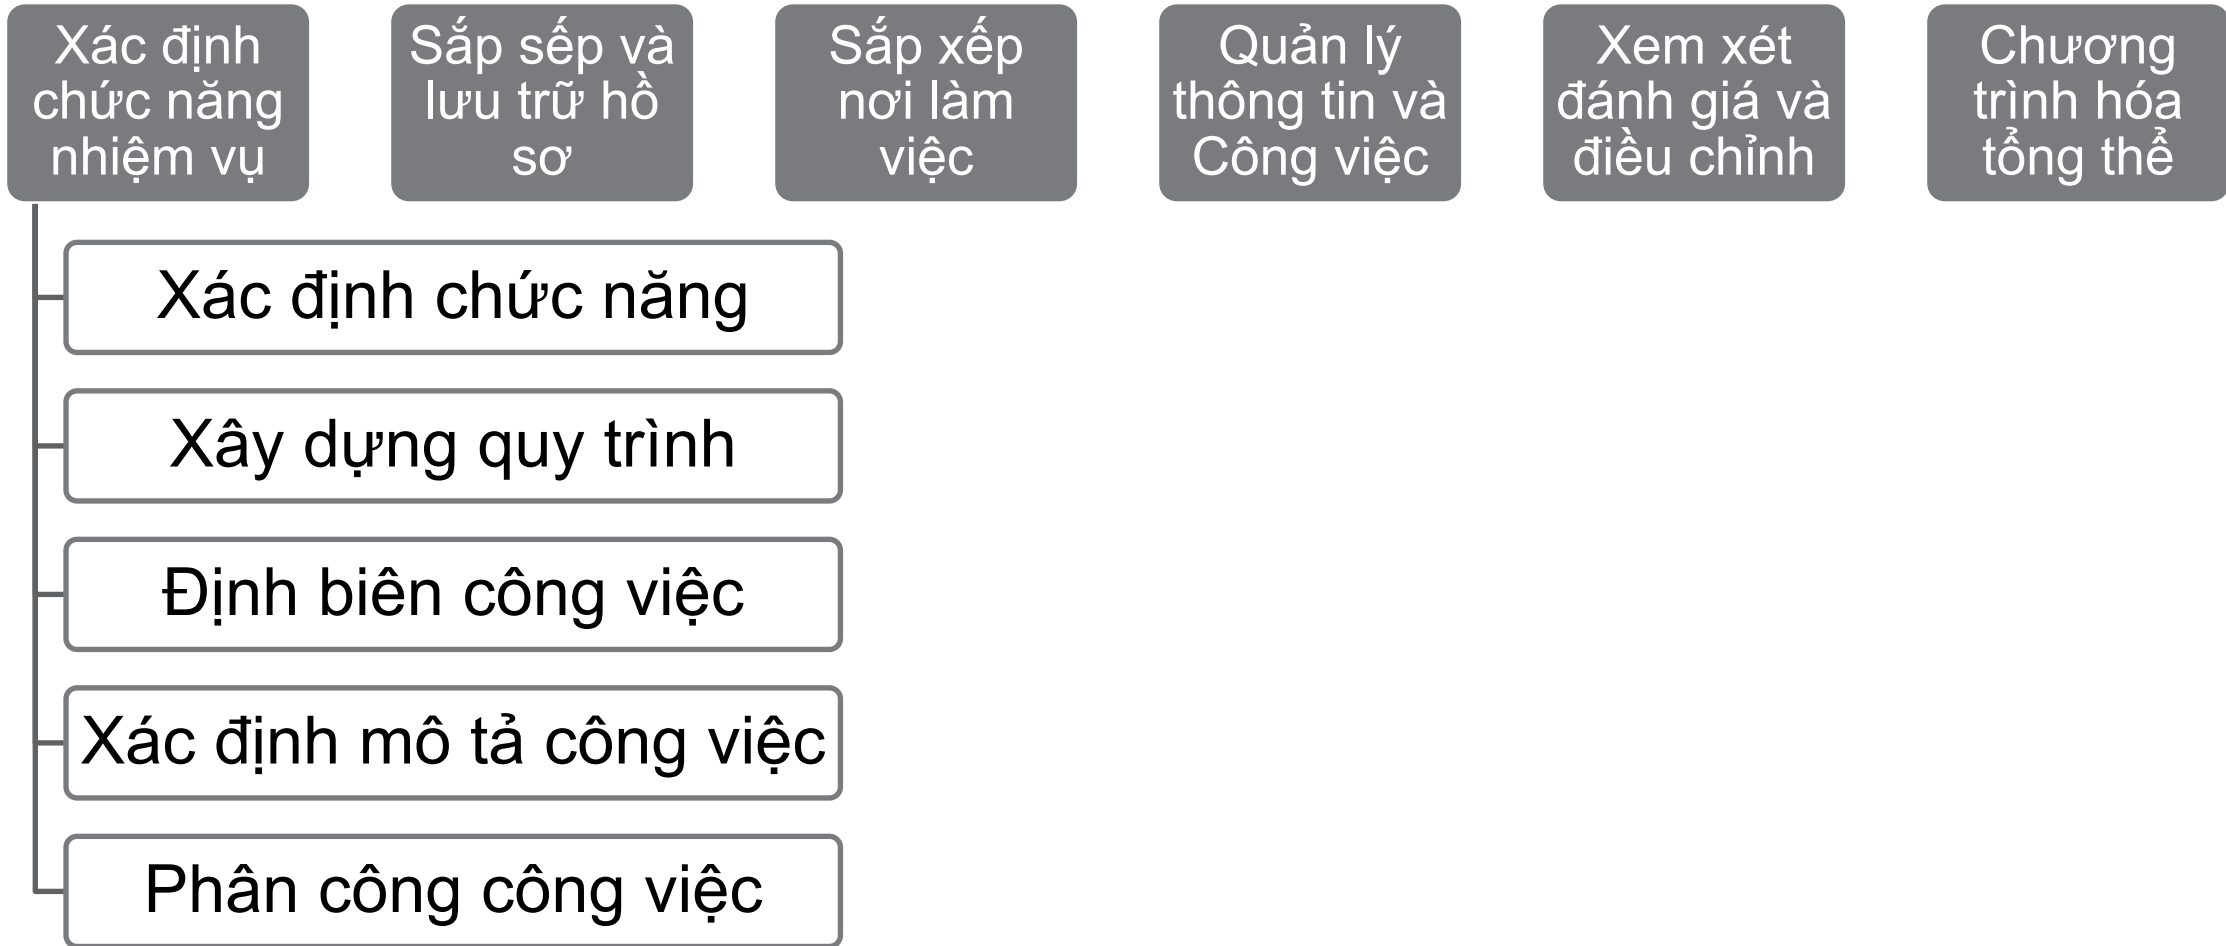 Xác định
chức năng
nhiệm vụ
Sắp sếp và
lưu trữ hồ
sơ
Sắp xếp
nơi làm
việc
Quản lý
thông tin và
Công việc
Xem xét
đánh giá và
điều chỉnh
Chương
trình hóa
tổng thể
Xác định chức năng
Xây dựng quy trình
Định biên công việc
Xác định mô tả công việc
Phân công công việc